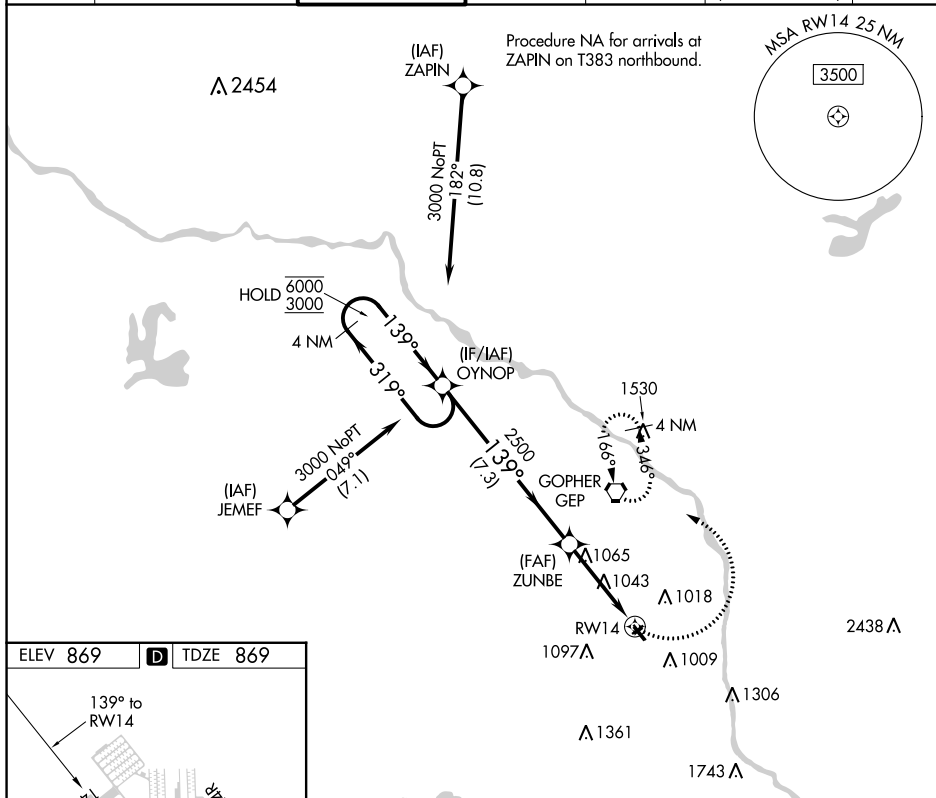 Procedure NA for arrivals at
ZAPIN on T383 northbound.
MSA RW14 25 NM
3500
(IAF)
ZAPIN
2454
3000 NoPT
182°
(10.8)
HOLD
6000
3000
4 NM
139°
319°
(IF/IAF)
OYNOP
1530
4 NM
166°
346°
3000 NoPT
049°
(7.1)
2500
139°
(7.3)
GOPHER
GEP
(IAF)
JEMEF
(FAF)
ZUNBE
1065
1043
1018
RW14
2438
1097
1009
1306
1361
1743
ELEV 869
D
TDZE 869
139° to
RW14